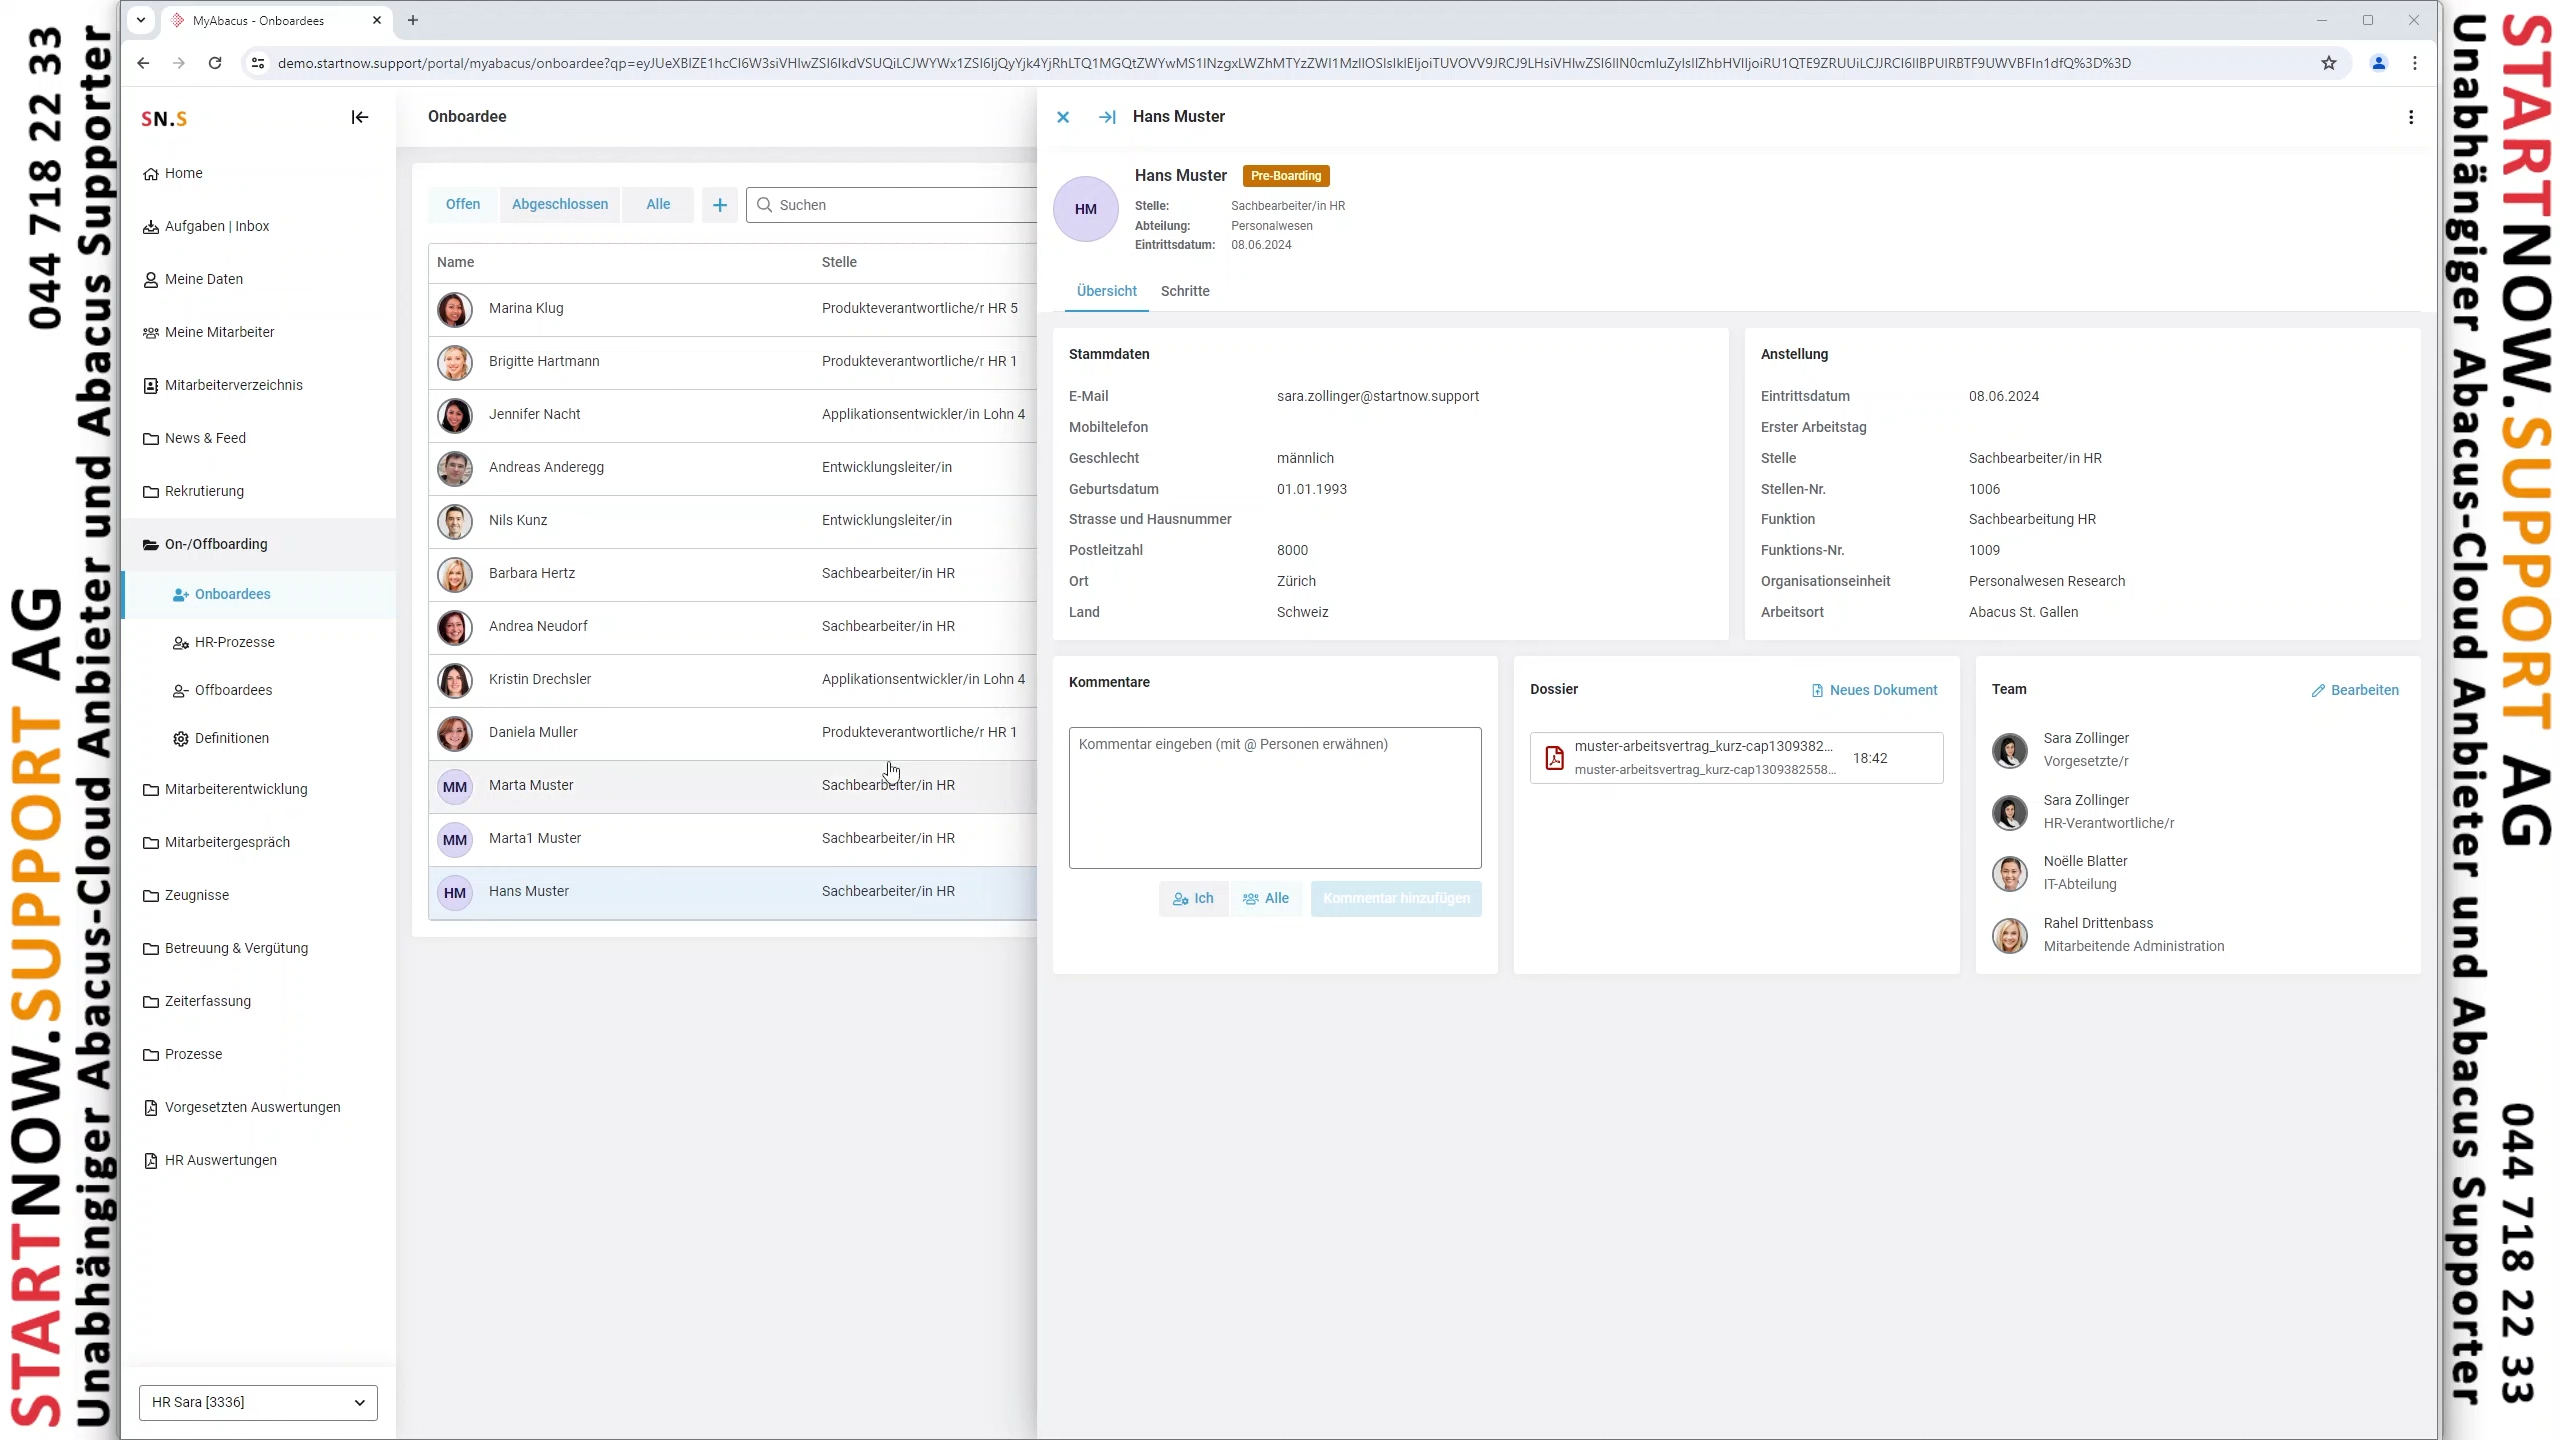 STARTNOW.SUPPORT AG
044 718 22 33
Unabhängiger Abacus-Cloud Anbieter und Abacus Supporter
MyAbacus - Onboardees
demo.startnow.support/portal/myabacus/onboardee?qp=
SN.S
Home
Aufgaben | Inbox
Meine Daten
Meine Mitarbeiter
Mitarbeiterverzeichnis
News & Feed
Rekrutierung
On-/Offboarding
Onboardees
HR-Prozesse
Offboardees
Definitionen
Mitarbeiterentwicklung
Mitarbeitergespräch
Zeugnisse
Betreuung & Vergütung
Zeiterfassung
Prozesse
Vorgesetzten Auswertungen
HR Auswertungen
HR Sara [3336]
Onboardee
Offen Abgeschlossen Alle
Suchen
Name Stelle
Marina Klug Produkteverantwortliche/r HR 5
Brigitte Hartmann Produkteverantwortliche/r HR 1
Jennifer Nacht Applikationsentwickler/in Lohn 4
Andreas Anderegg Entwicklungsleiter/in
Nils Kunz Entwicklungsleiter/in
Barbara Hertz Sachbearbeiter/in HR
Andrea Neudorf Sachbearbeiter/in HR
Kristin Drechsler Applikationsentwickler/in Lohn 4
Daniela Muller Produkteverantwortliche/r HR 1
MM Marta Muster Sachbearbeiter/in HR
MM Marta1 Muster Sachbearbeiter/in HR
HM Hans Muster Sachbearbeiter/in HR
Hans Muster
HM
Hans Muster Pre-Boarding
Stelle: Sachbearbeiter/in HR
Abteilung: Personalwesen
Eintrittsdatum: 08.06.2024
Übersicht Schritte
Stammdaten
E-Mail sara.zollinger@startnow.support
Mobiltelefon
Geschlecht männlich
Geburtsdatum 01.01.1993
Strasse und Hausnummer
Postleitzahl 8000
Ort Zürich
Land Schweiz
Anstellung
Eintrittsdatum 08.06.2024
Erster Arbeitstag
Stelle Sachbearbeiter/in HR
Stellen-Nr. 1006
Funktion Sachbearbeitung HR
Funktions-Nr. 1009
Organisationseinheit Personalwesen Research
Arbeitsort Abacus St. Gallen
Kommentare
Kommentar eingeben (mit @ Personen erwähnen)
Ich Alle Kommentar hinzufügen
Dossier Neues Dokument
muster-arbeitsvertrag_kurz-cap1309382...
muster-arbeitsvertrag_kurz-cap1309382558...
18:42
Team Bearbeiten
Sara Zollinger
Vorgesetzte/r
Sara Zollinger
HR-Verantwortliche/r
Noëlle Blatter
IT-Abteilung
Rahel Drittenbass
Mitarbeitende Administration
STARTNOW.SUPPORT AG
044 718 22 33
Unabhängiger Abacus-Cloud Anbieter und Abacus Supporter